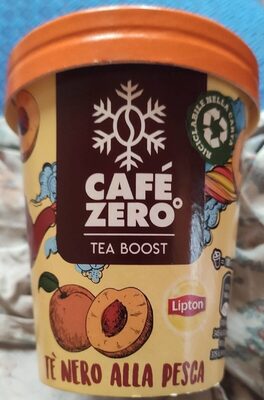 RICICLABILE NELLA CARTA
CAFÉ
ZERO°
TEA BOOST
Lipton
TÈ NERO ALLA PESCA